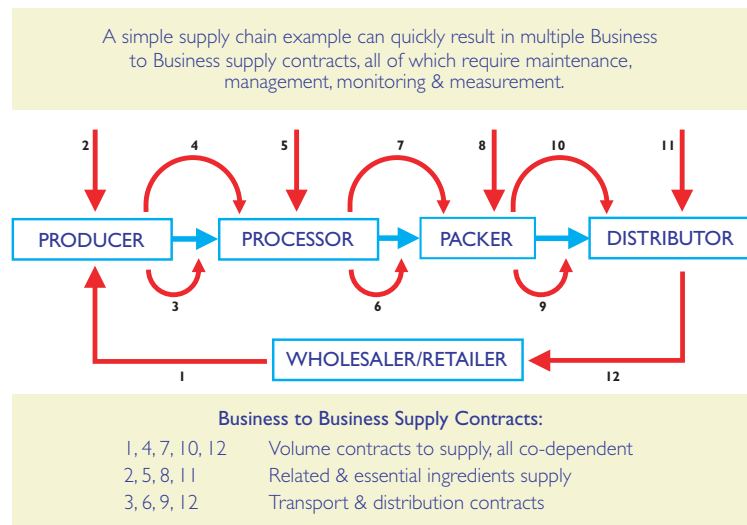 A simple supply chain example can quickly result in multiple Business
to Business supply contracts, all of which require maintenance,
management, monitoring & measurement.
2 4 5 7 8 10 11
PRODUCER PROCESSOR PACKER DISTRIBUTOR
3 6 9
WHOLESALER/RETAILER
1 12
Business to Business Supply Contracts:
1, 4, 7, 10, 12 Volume contracts to supply, all co-dependent
2, 5, 8, 11 Related & essential ingredients supply
3, 6, 9, 12 Transport & distribution contracts